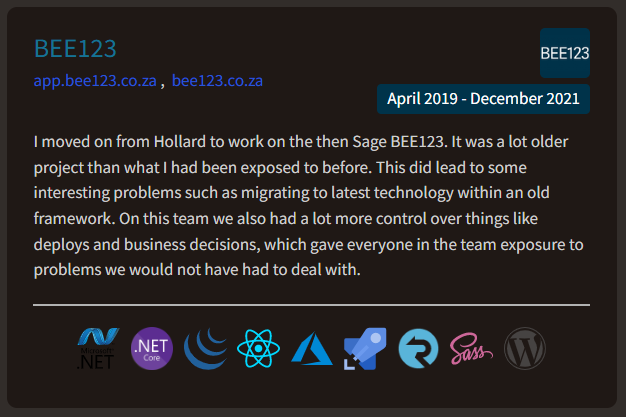 BEE123
BEE123
app.bee123.co.za , bee123.co.za
April 2019 - December 2021
I moved on from Hollard to work on the then Sage BEE123. It was a lot older
project than what I had been exposed to before. This did lead to some
interesting problems such as migrating to latest technology within an old
framework. On this team we also had a lot more control over things like
deploys and business decisions, which gave everyone in the team exposure to
problems we would not have had to deal with.
Microsoft
.NET
.NET
Core
Sass
W